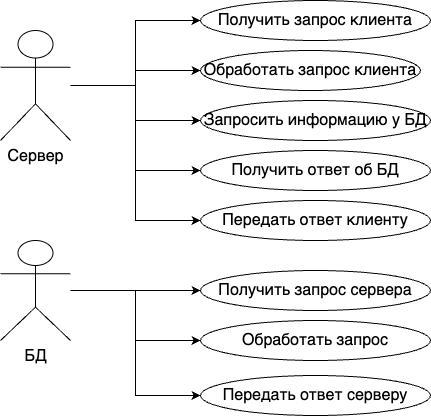 Получить запрос клиента
Обработать запрос клиента
Запросить информацию у БД
Сервер
Получить ответ об БД
Передать ответ клиенту
Получить запрос сервера
Обработать запрос
БД
Передать ответ серверу